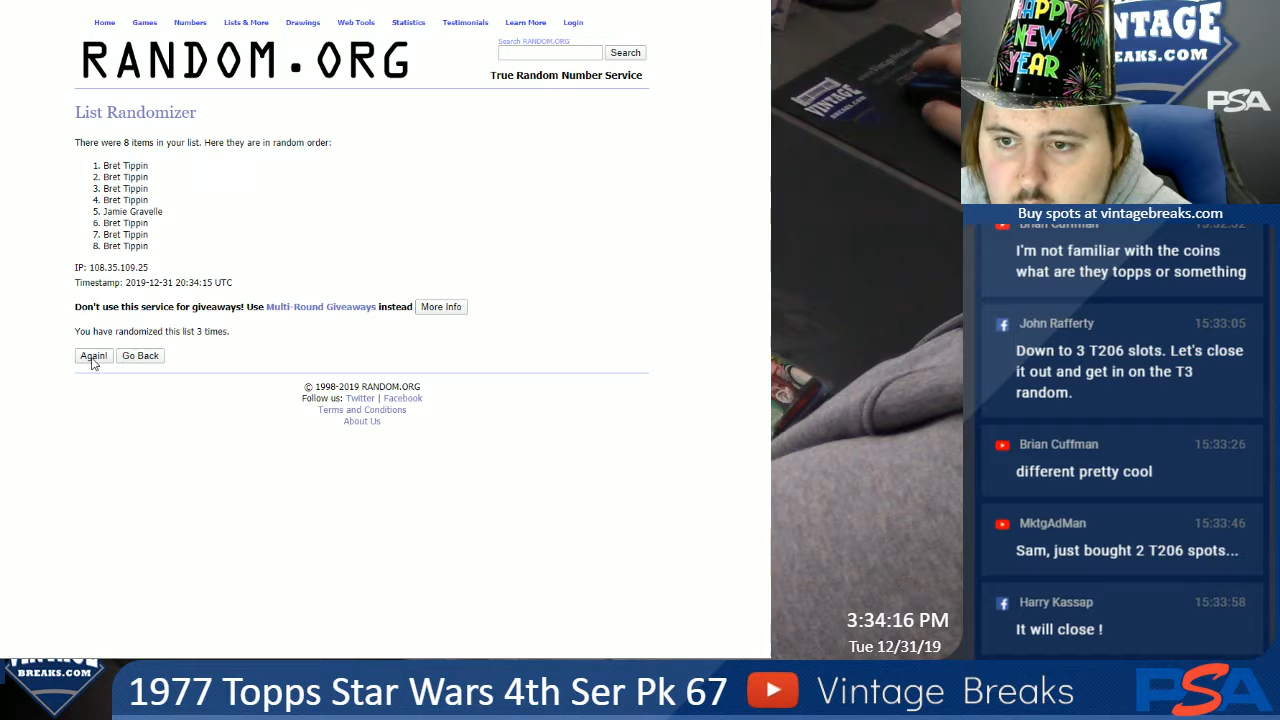 Home Games Numbers Lists & More Drawings Web Tools Statistics Testimonials Learn More Login
RANDOM.ORG
Search RANDOM.ORG
Search
True Random Number Service
List Randomizer
There were 8 items in your list. Here they are in random order:
1. Bret Tippin
2. Bret Tippin
3. Bret Tippin
4. Bret Tippin
5. Jamie Gravelle
6. Bret Tippin
7. Bret Tippin
8. Bret Tippin
IP: 108.35.109.25
Timestamp: 2019-12-31 20:34:15 UTC
Don't use this service for giveaways! Use Multi-Round Giveaways instead More Info
You have randomized this list 3 times.
Again! Go Back
© 1998-2019 RANDOM.ORG
Follow us: Twitter | Facebook
Terms and Conditions
About Us
VINTAGE
HAPPY
NEW
YEAR
VINTAGE
BREAKS.COM
PSA
Buy spots at vintagebreaks.com
Brian Cuffman 15:32:32
I'm not familiar with the coins
what are they topps or something
John Rafferty 15:33:05
Down to 3 T206 slots. Let's close
it out and get in on the T3
random.
Brian Cuffman 15:33:26
different pretty cool
MktgAdMan 15:33:46
Sam, just bought 2 T206 spots...
Harry Kassap 15:33:58
It will close !
3:34:16 PM
Tue 12/31/19
VINTAGE
BREAKS.COM
1977 Topps Star Wars 4th Ser Pk 67
Vintage Breaks
PSA